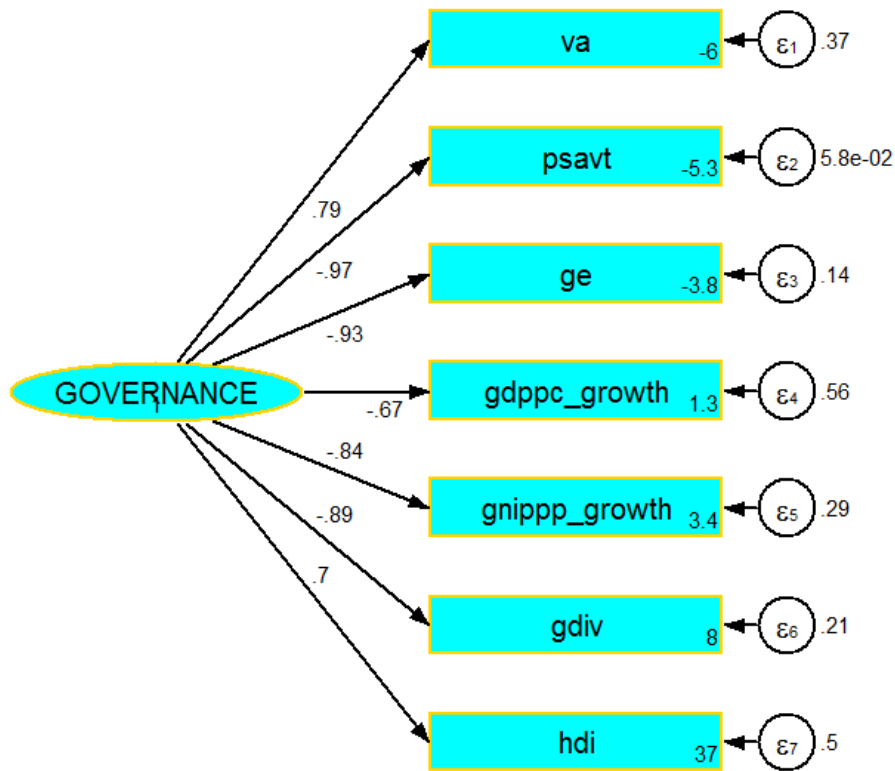 va
-6
ε1
.37
psavt
-5.3
ε2
5.8e-02
.79
-.97
ge
-3.8
ε3
.14
-.93
GOVERNANCE
1
-.67
gdppc_growth
1.3
ε4
.56
-.84
gnippp_growth
3.4
ε5
.29
-.89
gdiv
8
ε6
.21
.7
hdi
37
ε7
.5